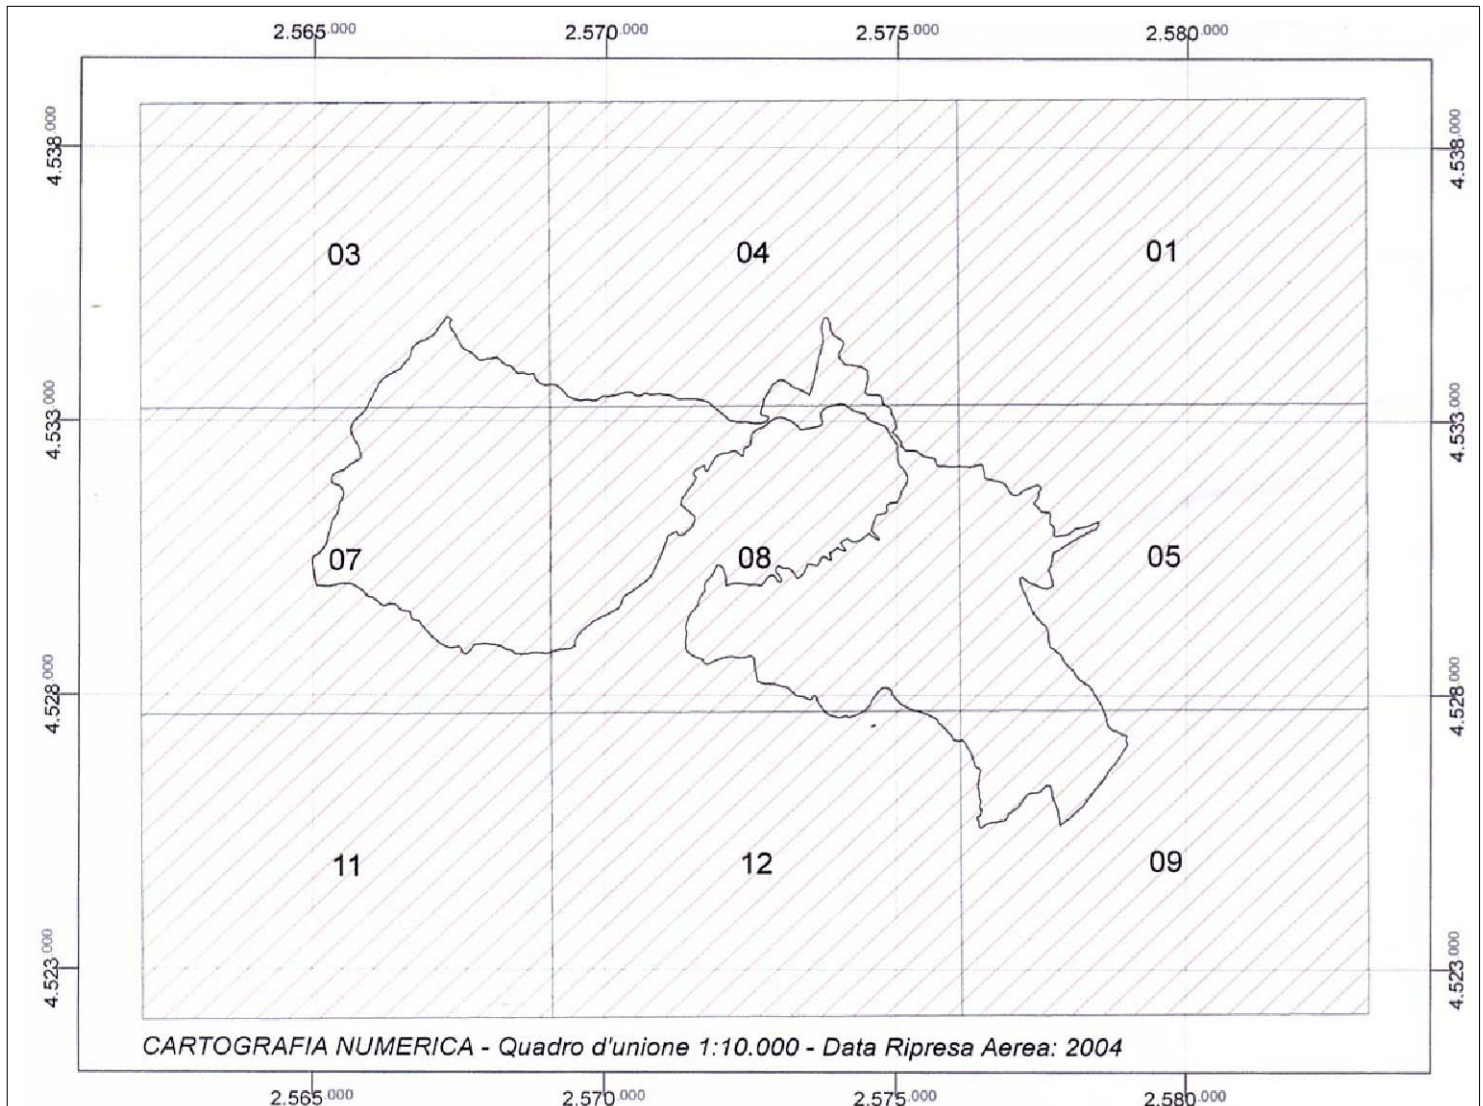 2.565.000 2.570.000 2.575.000 2.580.000
4.538.000 4.538.000
03 04 01
4.533.000 4.533.000
07 08 05
4.528.000 4.528.000
11 12 09
4.523.000 4.523.000
CARTOGRAFIA NUMERICA - Quadro d'unione 1:10.000 - Data Ripresa Aerea: 2004
2.565.000 2.570.000 2.575.000 2.580.000